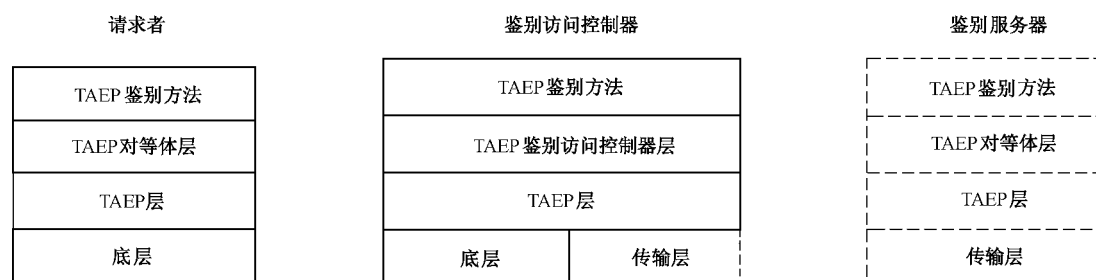 请求者
鉴别访问控制器
鉴别服务器
TAEP鉴别方法
TAEP鉴别方法
TAEP鉴别方法
TAEP对等体层
TAEP鉴别访问控制器层
TAEP对等体层
TAEP层
TAEP层
TAEP层
底层
底层
传输层
传输层